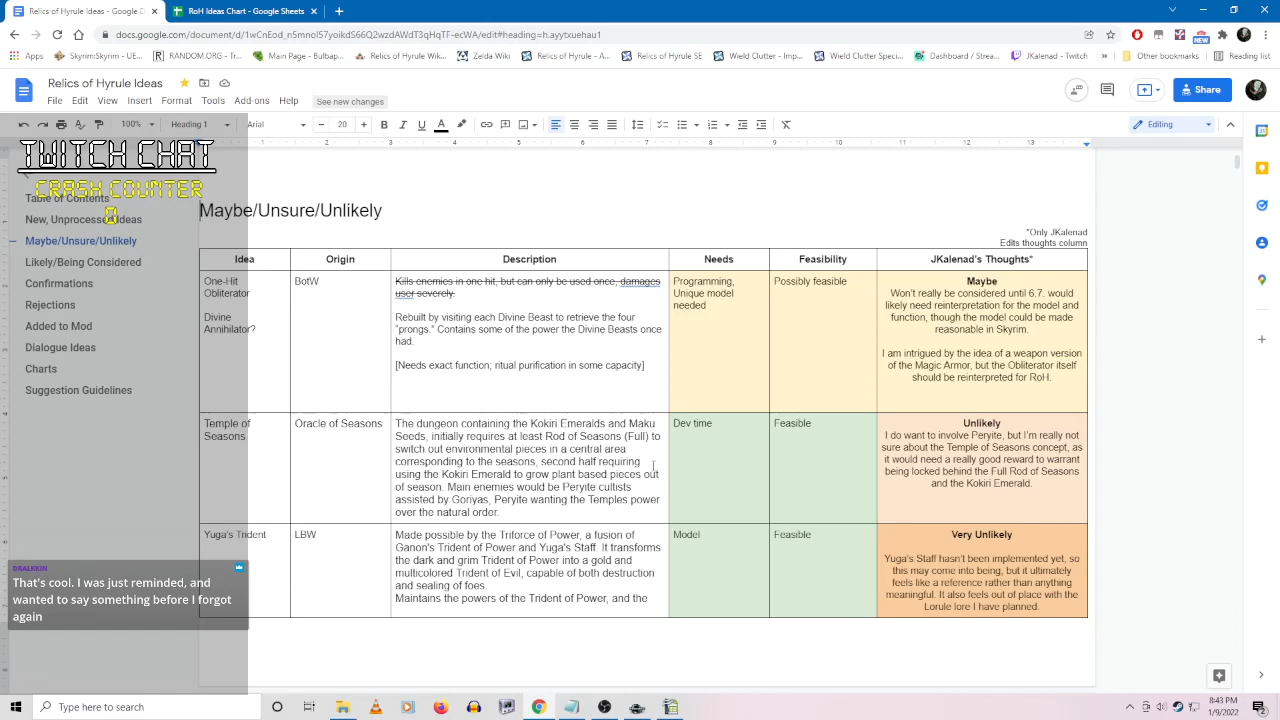 Relics of Hyrule Ideas - Google D
RoH Ideas Chart - Google Sheets
docs.google.com/document/d/1wCnEod_n5mnol57yoikdS66Q2wzdAWdT3qHqTF-ecWA/edit#heading=h.ayytxuehau1
Apps
SkyrimSkyrim - UE...
RANDOM.ORG - Tr...
Main Page - Bulbap...
Zelda Wiki
Relics of Hyrule - A...
Wield Clutter - Imp...
Wield Clutter Speci...
Relics of Hyrule SE
Dashboard / Strea...
JKalenad - Twitch
Other bookmarks
Reading list
Relics of Hyrule Ideas
File Edit View Insert Format Tools Add-ons Help
See new changes
Share
100%
Heading 1
Arial
20
Editing
TWITCH CHAT
CRASH COUNTER
0
Table of Contents
New, Unprocessed Ideas
Maybe/Unsure/Unlikely
Likely/Being Considered
Confirmations
Rejections
Added to Mod
Dialogue Ideas
Charts
Suggestion Guidelines
DRALKKIN
That's cool. I was just reminded, and
wanted to say something before I forgot
again
Maybe/Unsure/Unlikely
*Only JKalenad
Edits thoughts column
Idea
Origin
Description
Needs
Feasibility
JKalenad's Thoughts*
One-Hit
Obliterator
Divine
Annihilator?
BotW
Kills enemies in one hit, but can only be used once, damages
user severely.
Rebuilt by visiting each Divine Beast to retrieve the four
"prongs." Contains some of the power the Divine Beasts once
had.
[Needs exact function; ritual purification in some capacity]
Programming,
Unique model
needed
Possibly feasible
Maybe
Won't really be considered until 6.7. would
likely need reinterpretation for the model and
function, though the model could be made
reasonable in Skyrim.
I am intrigued by the idea of a weapon version
of the Magic Armor, but the Obliterator itself
should be reinterpreted for RoH.
Temple of
Seasons
Oracle of Seasons
The dungeon containing the Kokiri Emeralds and Maku
Seeds, initially requires at least Rod of Seasons (Full) to
switch out environmental pieces in a central area
corresponding to the seasons, second half requiring
using the Kokiri Emerald to grow plant based pieces out
of season. Main enemies would be Peryite cultists
assisted by Goriyas, Peryite wanting the Temples power
over the natural order.
Dev time
Feasible
Unlikely
I do want to involve Peryite, but I'm really not
sure about the Temple of Seasons concept, as
it would need a really good reward to warrant
being locked behind the Full Rod of Seasons
and the Kokiri Emerald.
Yuga's Trident
LBW
Made possible by the Triforce of Power, a fusion of
Ganon's Trident of Power and Yuga's Staff. It transforms
the dark and grim Trident of Power into a gold and
multicolored Trident of Evil, capable of both destruction
and sealing of foes.
Maintains the powers of the Trident of Power, and the
Model
Feasible
Very Unlikely
Yuga's Staff hasn't been implemented yet, so
this may come into being, but it ultimately
feels like a reference rather than anything
meaningful. It also feels out of place with the
Lorule lore I have planned.
Type here to search
8:43 PM
1/9/2022